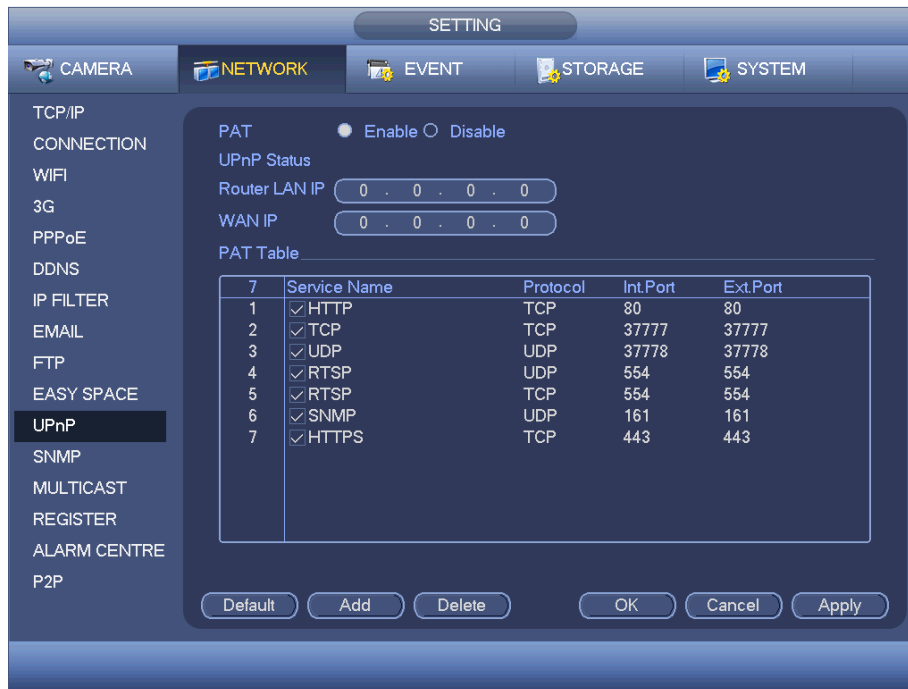 SETTING
CAMERA NETWORK EVENT STORAGE SYSTEM
TCP/IP
CONNECTION
WIFI
3G
PPPoE
DDNS
IP FILTER
EMAIL
FTP
EASY SPACE
UPnP
SNMP
MULTICAST
REGISTER
ALARM CENTRE
P2P
PAT Enable Disable
UPnP Status
Router LAN IP 0 . 0 . 0 . 0
WAN IP 0 . 0 . 0 . 0
PAT Table
7 Service Name Protocol Int.Port Ext.Port
1 HTTP TCP 80 80
2 TCP TCP 37777 37777
3 UDP UDP 37778 37778
4 RTSP UDP 554 554
5 RTSP TCP 554 554
6 SNMP UDP 161 161
7 HTTPS TCP 443 443
Default Add Delete OK Cancel Apply